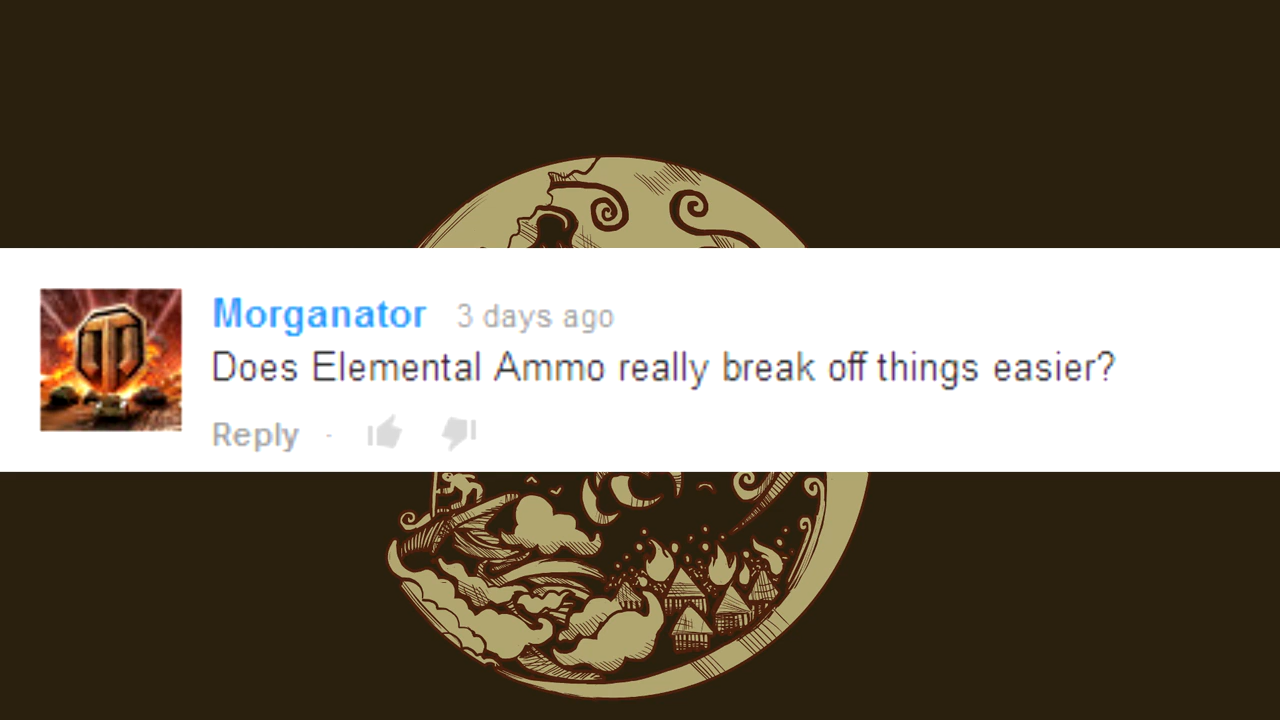 Morganator 3 days ago
Does Elemental Ammo really break off things easier?
Reply ·